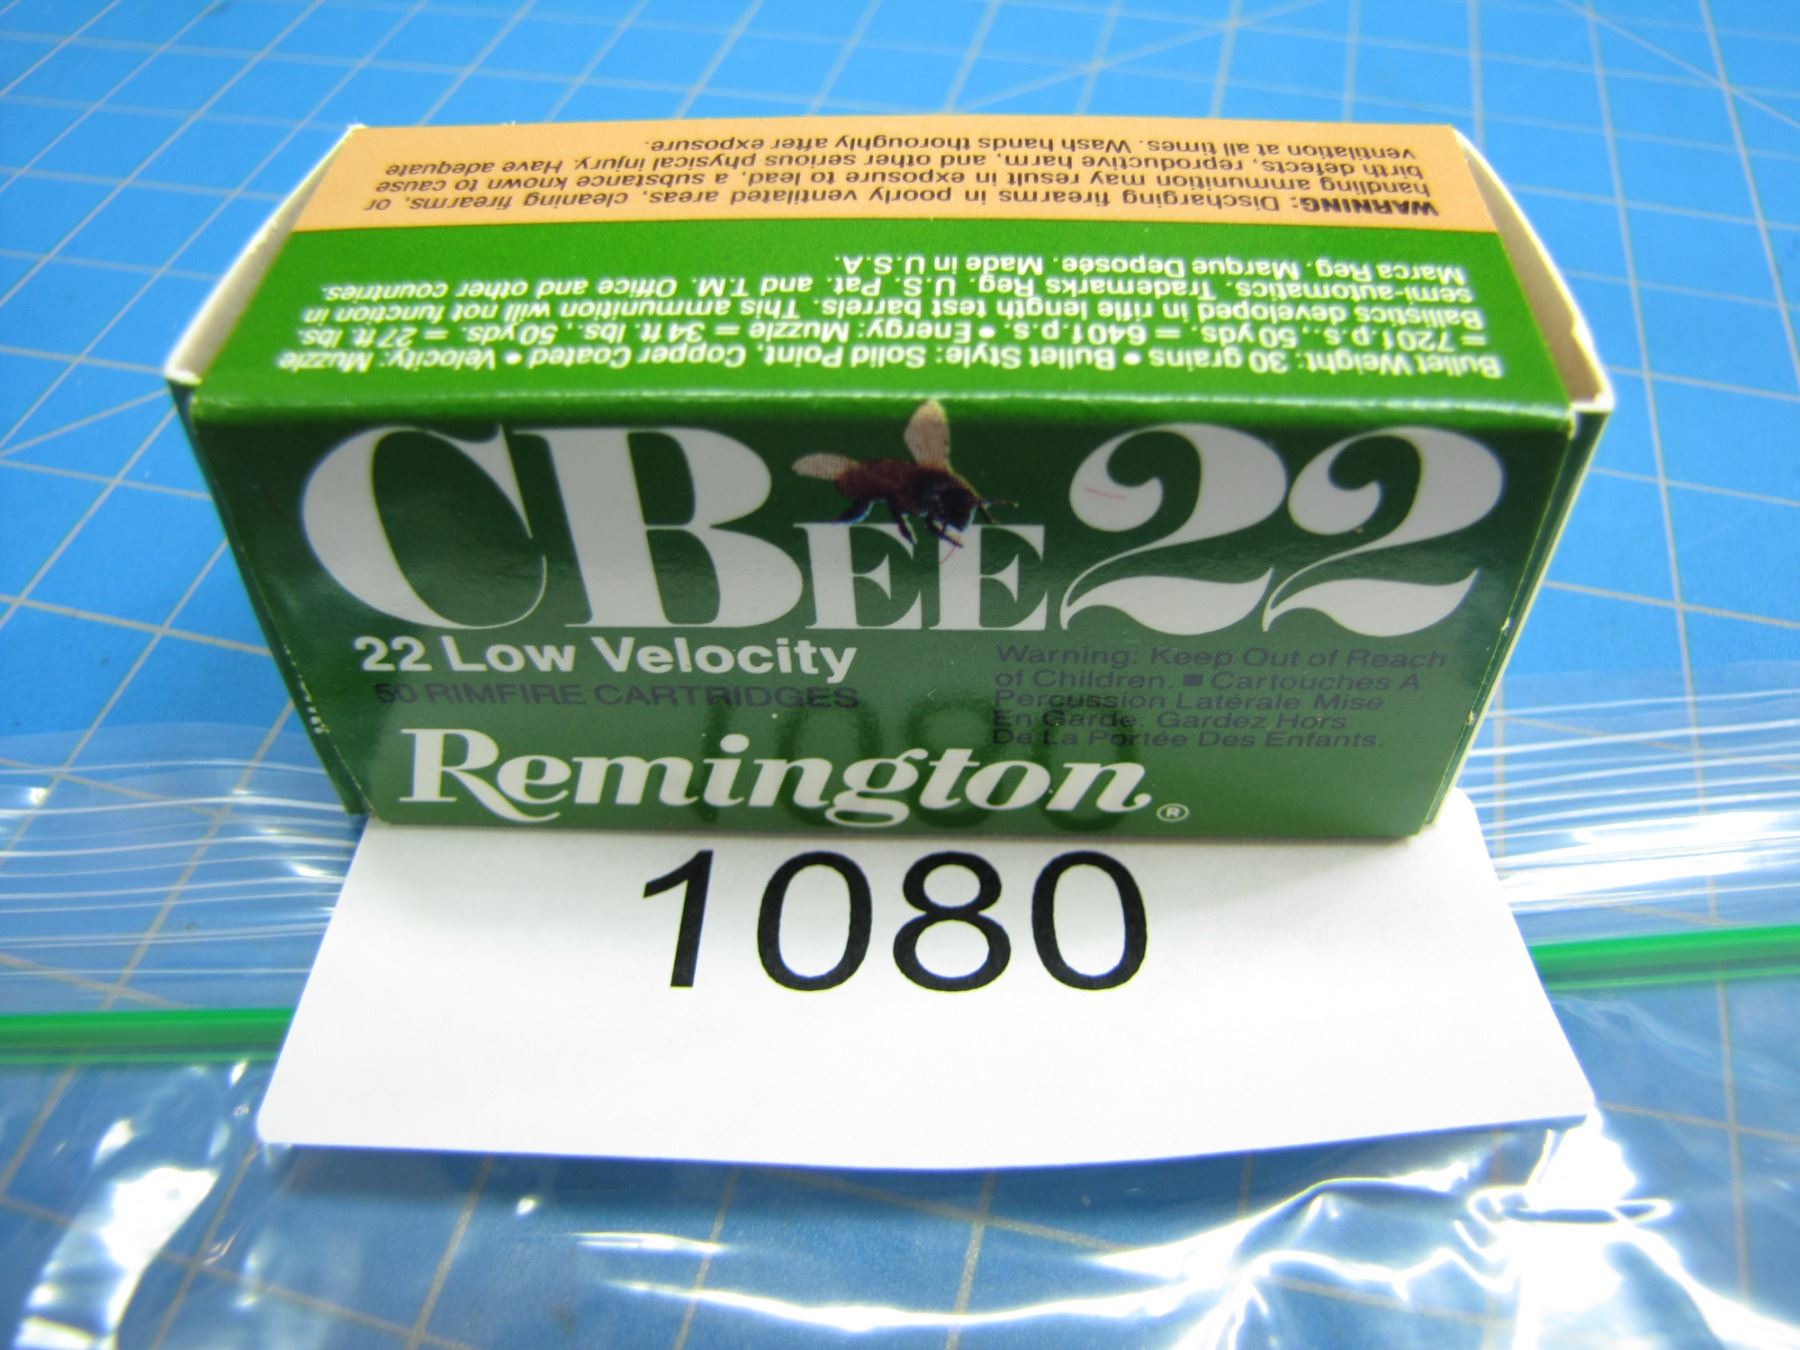 WARNING: Discharging firearms in poorly ventilated areas, cleaning firearms, or
handling ammunition may result in exposure to lead, a substance known to cause
birth defects, reproductive harm, and other serious physical injury. Have adequate
ventilation at all times. Wash hands thoroughly after exposure.
Bullet Weight: 30 grains • Bullet Style: Solid Point, Copper Coated • Velocity: Muzzle
= 720 f.p.s., 50 yds. = 640 f.p.s. • Energy: Muzzle = 34 ft. lbs., 50 yds. = 27 ft. lbs.
Ballistics developed in rifle length test barrels. This ammunition will not function in
semi-automatics. Trademarks Reg. U.S. Pat. and T.M. Office and other countries.
Marca Reg. Marque Deposée. Made in U.S.A.
CBEE22
22 Low Velocity
50 RIMFIRE CARTRIDGES
Remington®
Warning: Keep Out of Reach
of Children. ■ Cartouches À
Percussion Latérale Mise
En Garde: Gardez Hors
De La Portée Des Enfants.
1080